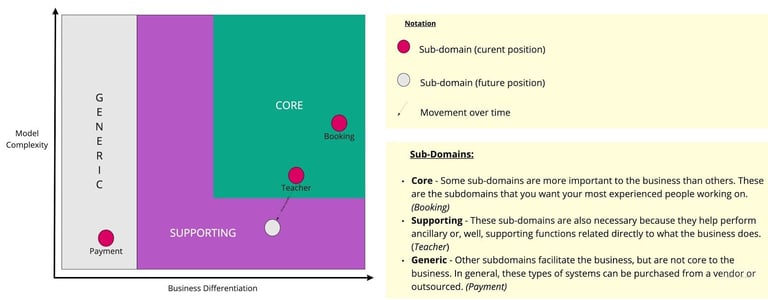 GENERIC
CORE
Booking
Teacher
SUPPORTING
Payment
Model
Complexity
Business Differentiation
Notation
Sub-domain (curent position)
Sub-domain (future position)
Movement over time
Sub-Domains:
• Core - Some sub-domains are more important to the business than others. These
are the subdomains that you want your most experienced people working on.
(Booking)
• Supporting - These sub-domains are also necessary because they help perform
ancillary or, well, supporting functions related directly to what the business does.
(Teacher)
• Generic - Other subdomains facilitate the business, but are not core to the
business. In general, these types of systems can be purchased from a vendor or
outsourced. (Payment)